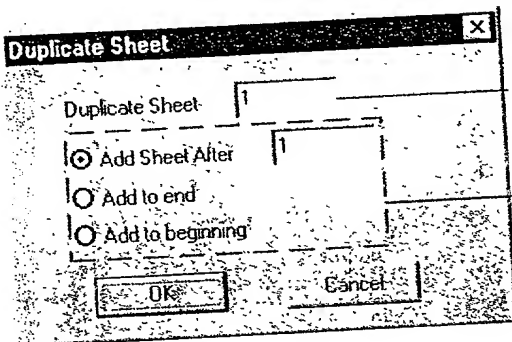 Duplicate Sheet
Duplicate Sheet 1
Add Sheet After 1
Add to end
Add to beginning
OK Cancel